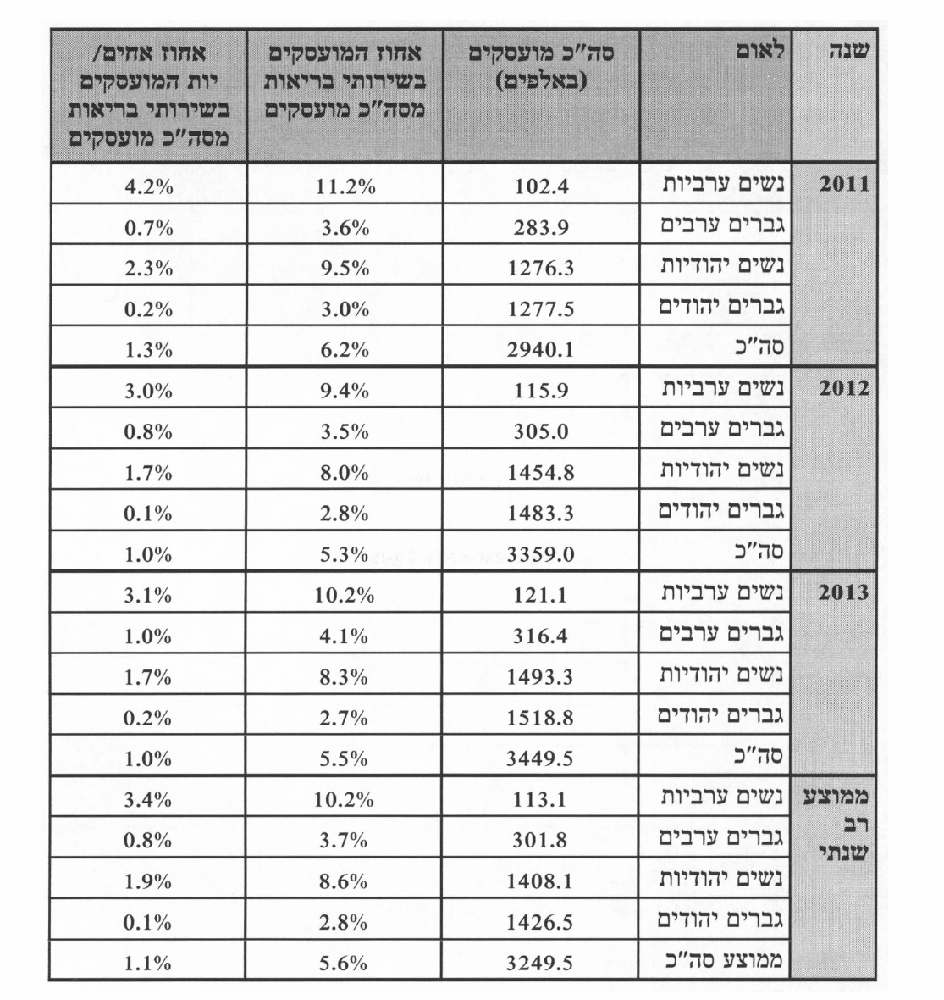 שנה לאום סה"כ מועסקים אחוז המועסקים אחוז אחים/
(באלפים) בשירותי בריאות יות המועסקים
מסה"כ מועסקים בשירותי בריאות
מסה"כ מועסקים
2011 נשים ערביות 102.4 11.2% 4.2%
גברים ערבים 283.9 3.6% 0.7%
נשים יהודיות 1276.3 9.5% 2.3%
גברים יהודים 1277.5 3.0% 0.2%
סה"כ 2940.1 6.2% 1.3%
2012 נשים ערביות 115.9 9.4% 3.0%
גברים ערבים 305.0 3.5% 0.8%
נשים יהודיות 1454.8 8.0% 1.7%
גברים יהודים 1483.3 2.8% 0.1%
סה"כ 3359.0 5.3% 1.0%
2013 נשים ערביות 121.1 10.2% 3.1%
גברים ערבים 316.4 4.1% 1.0%
נשים יהודיות 1493.3 8.3% 1.7%
גברים יהודים 1518.8 2.7% 0.2%
סה"כ 3449.5 5.5% 1.0%
ממוצע נשים ערביות 113.1 10.2% 3.4%
רב גברים ערבים 301.8 3.7% 0.8%
שנתי נשים יהודיות 1408.1 8.6% 1.9%
גברים יהודים 1426.5 2.8% 0.1%
ממוצע סה"כ 3249.5 5.6% 1.1%